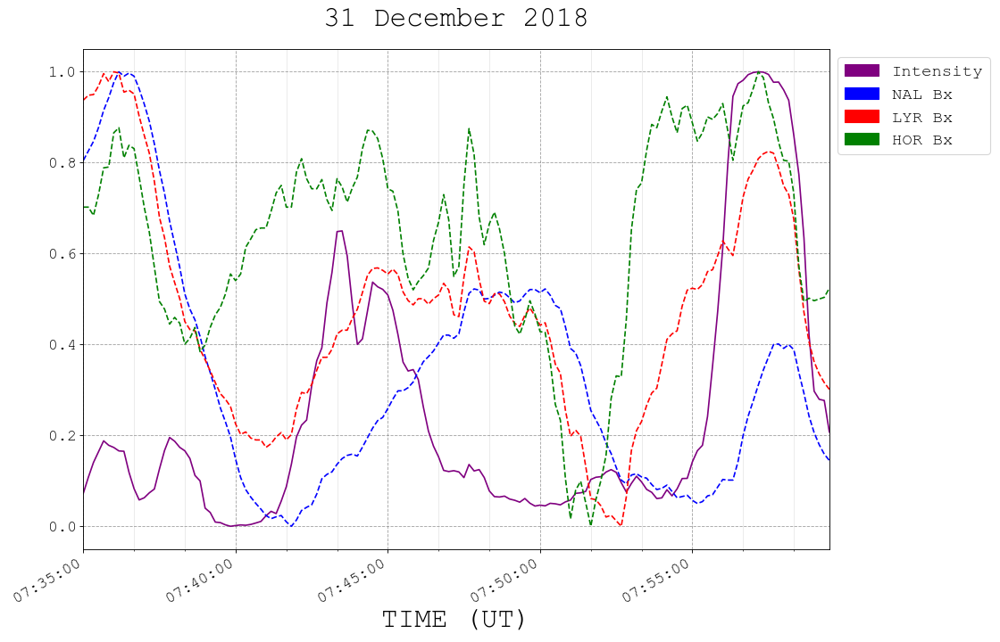 31 December 2018
1.0
0.8
0.6
0.4
0.2
0.0
07:35:00
07:40:00
07:45:00
07:50:00
07:55:00
TIME (UT)
Intensity
NAL Bx
LYR Bx
HOR Bx